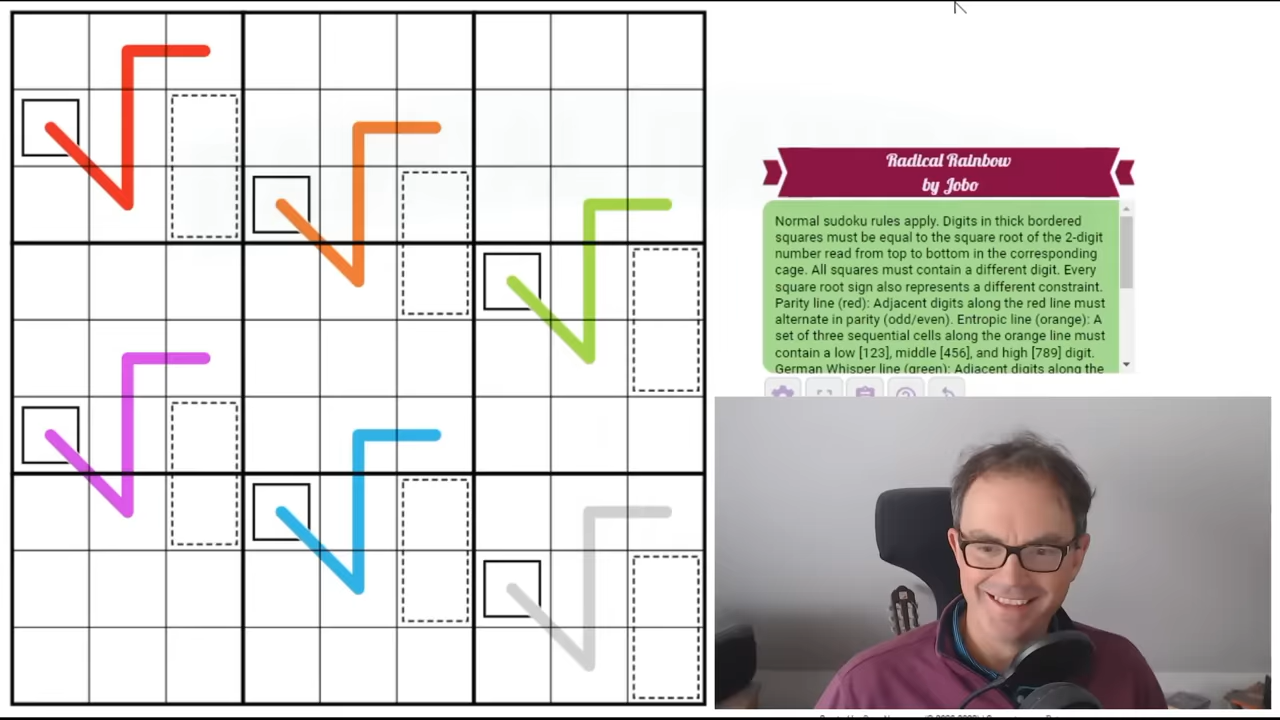 Radical Rainbow
by Jobo
Normal sudoku rules apply. Digits in thick bordered
squares must be equal to the square root of the 2-digit
number read from top to bottom in the corresponding
cage. All squares must contain a different digit. Every
square root sign also represents a different constraint.
Parity line (red): Adjacent digits along the red line must
alternate in parity (odd/even). Entropic line (orange): A
set of three sequential cells along the orange line must
contain a low [123], middle [456], and high [789] digit.
German Whisper line (green): Adjacent digits along the